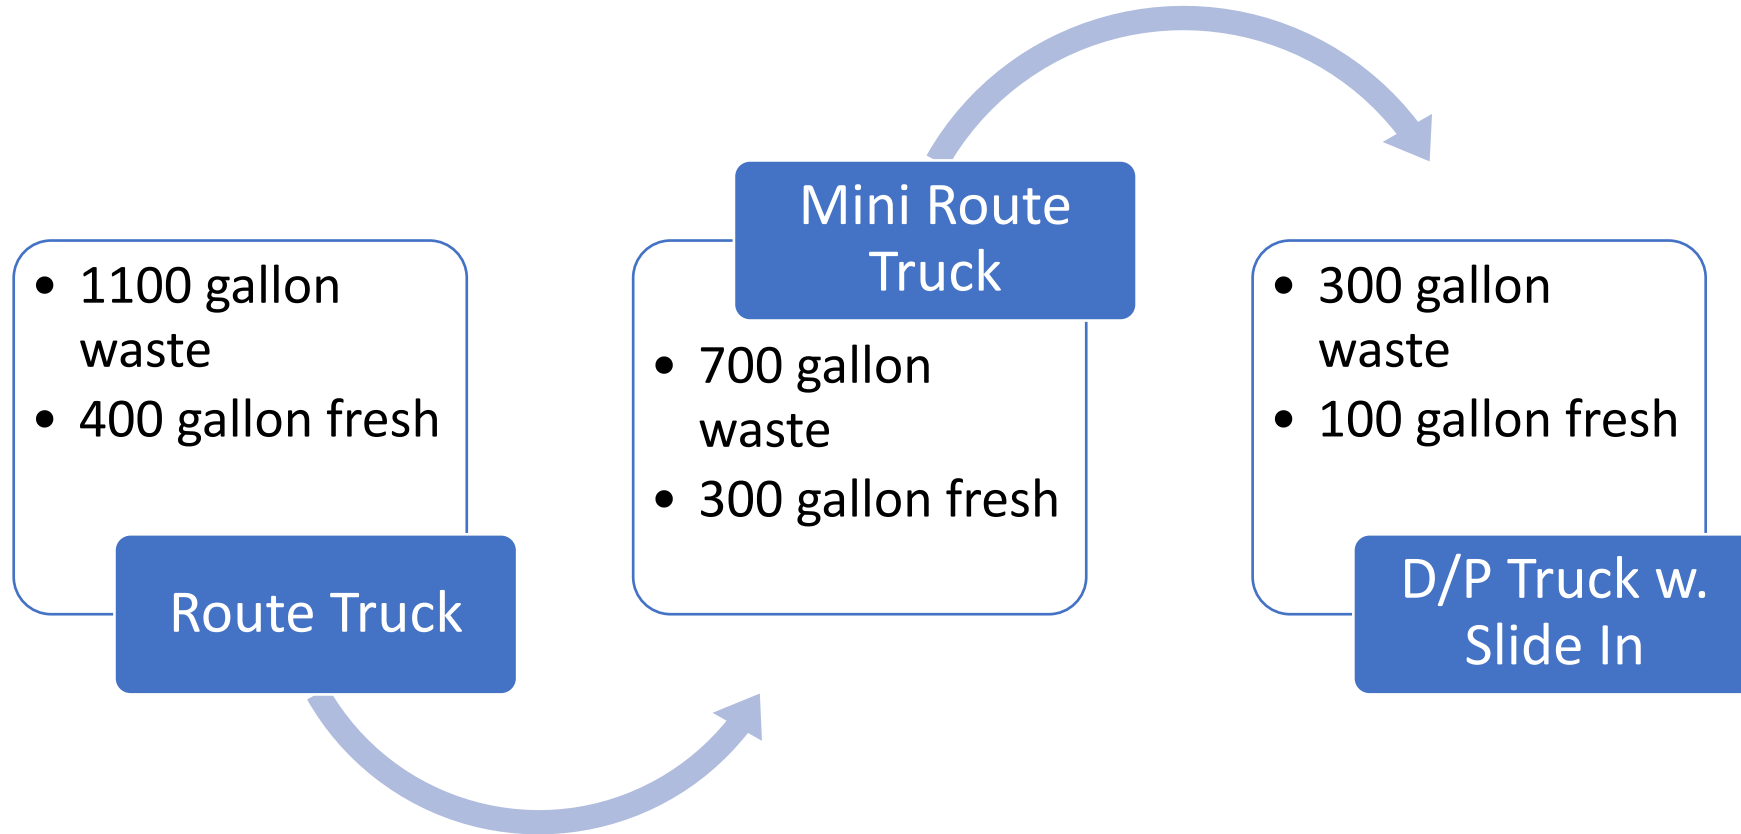 • 1100 gallon
waste
• 400 gallon fresh
Route Truck
Mini Route
Truck
• 700 gallon
waste
• 300 gallon fresh
• 300 gallon
waste
• 100 gallon fresh
D/P Truck w.
Slide In